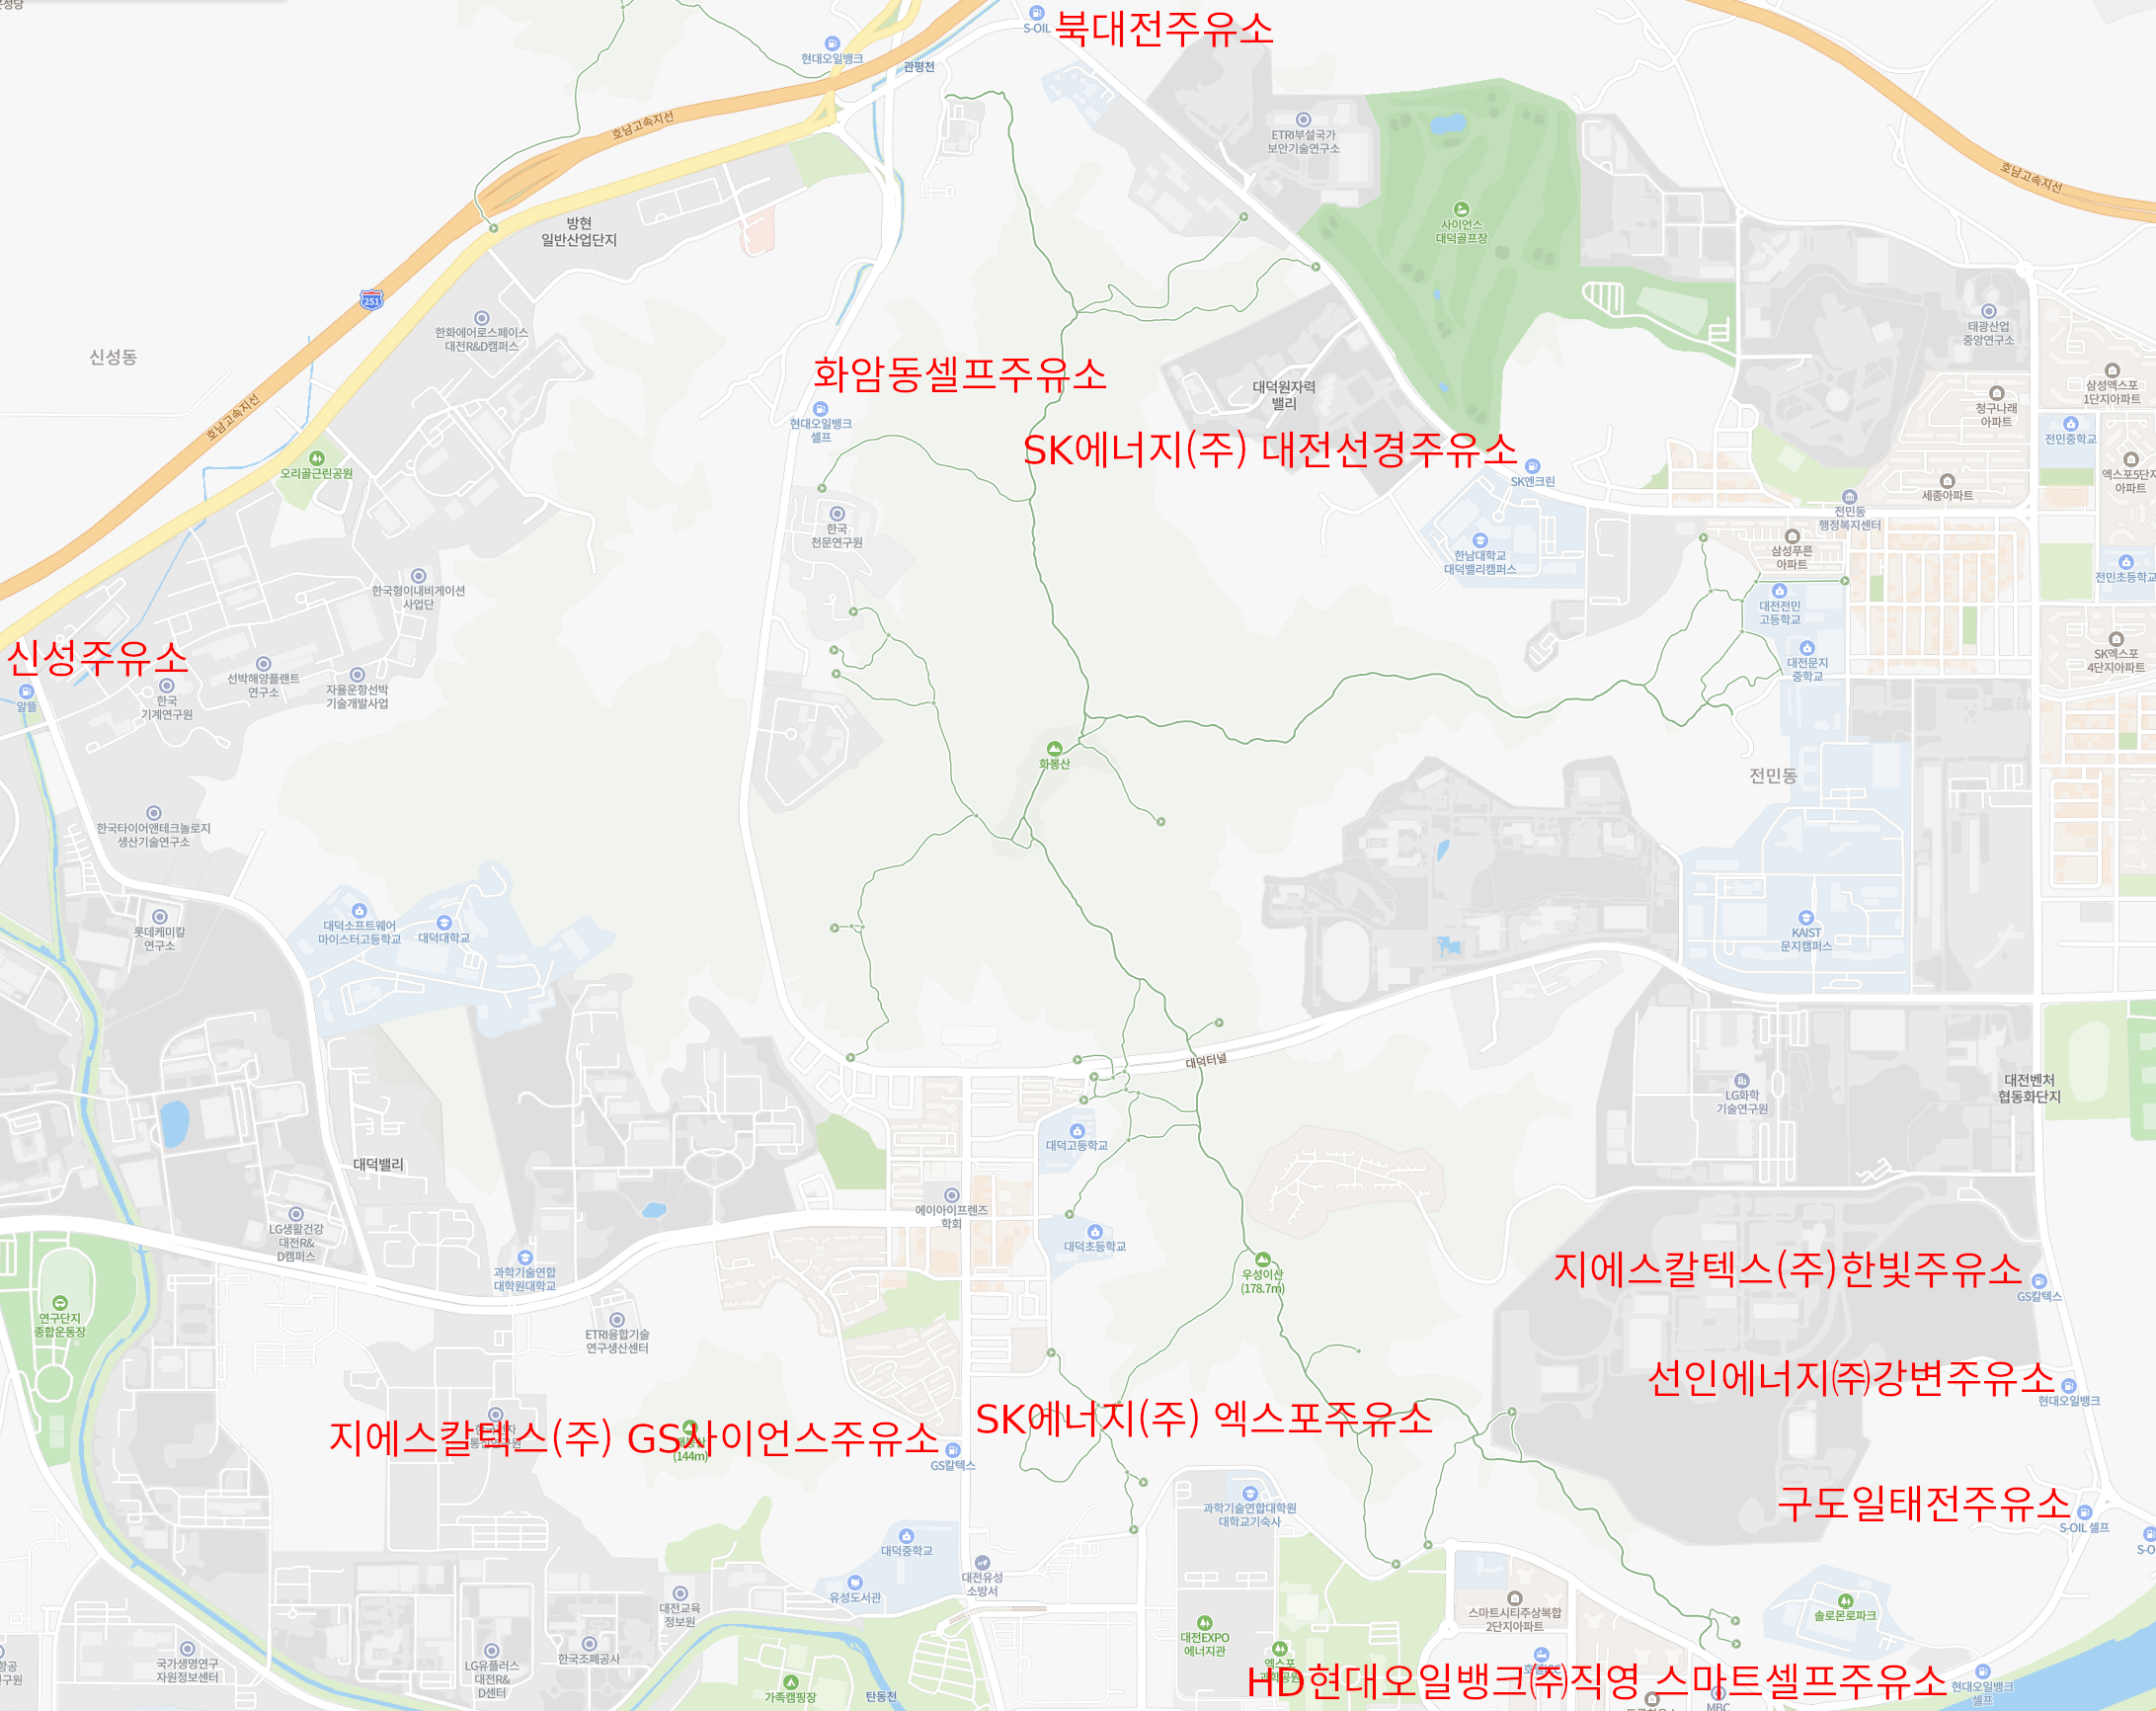 북대전주유소
S-OIL
현대오일뱅크
관평천
호남고속지선
ETRI부설국가
보안기술연구소
호남고속지선
사이언스
대덕골프장
방현
일반산업단지
251
한화에어로스페이스
대전R&D캠퍼스
태광산업
중앙연구소
신성동
화암동셀프주유소
현대오일뱅크
셀프
대덕원자력
밸리
삼성엑스포
1단지아파트
청구나래
아파트
호남고속지선
전민중학교
SK에너지(주) 대전선경주유소
SK엔크린
오리골근린공원
엑스포5단지
아파트
세종아파트
전민동
행정복지센터
한국
천문연구원
한남대학교
대덕밸리캠퍼스
삼성푸른
아파트
전민초등학교
한국형이내비게이션
사업단
대전전민
고등학교
신성주유소
알뜰
선박해양플랜트
연구소
한국
기계연구원
자율운항선박
기술개발사업
대전문지
중학교
SK엑스포
4단지아파트
화봉산
전민동
한국타이어앤테크놀로지
생산기술연구소
롯데케미칼
연구소
대덕소프트웨어
마이스터고등학교
대덕대학교
KAIST
문지캠퍼스
대덕터널
LG화학
기술연구원
대전벤처
협동화단지
대덕고등학교
대덕밸리
에이아이프렌즈
학회
LG생활건강
대전R&
D캠퍼스
대덕초등학교
과학기술연합
대학원대학교
우성이산
(178.7m)
지에스칼텍스(주)한빛주유소
GS칼텍스
연구단지
종합운동장
ETRI융합기술
연구생산센터
선인에너지㈜강변주유소
현대오일뱅크
지에스칼텍스(주) GS사이언스주유소
(144m)
GS칼텍스
SK에너지(주) 엑스포주유소
과학기술연합대학원
대학교기숙사
구도일태전주유소
S-OIL 셀프
대덕중학교
대전유성
소방서
유성도서관
대전교육
정보원
스마트시티주상복합
2단지아파트
솔로몬로파크
대전EXPO
에너지관
국가생명연구
자원정보센터
LG유플러스
대전R&
D센터
한국조폐공사
가족캠핑장
탄동천
HD현대오일뱅크㈜직영 스마트셀프주유소
현대오일뱅크
셀프
MBC